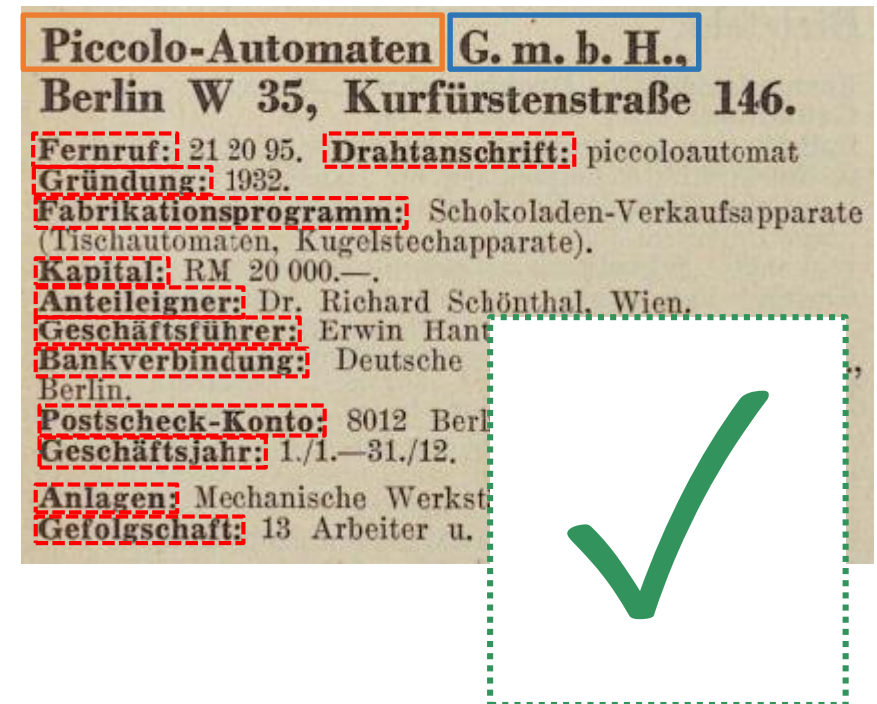 Piccolo-Automaten G. m. b. H.,
Berlin W 35, Kurfürstenstraße 146.
Fernruf: 21 20 95. Drahtanschrift: piccoloautomat
Gründung: 1932.
Fabrikationsprogramm: Schokoladen-Verkaufsapparate
(Tischautomaten, Kugelstechapparate).
Kapital: RM 20 000.—.
Anteileigner: Dr. Richard Schönthal, Wien.
Geschäftsführer: Erwin
Bankverbindung: Deutsche
Berlin.
Postscheck-Konto: 8012
Geschäftsjahr: 1./1.—31./12.
Anlagen: Mechanische
Gefolgschaft: 13 Arbeiter u.